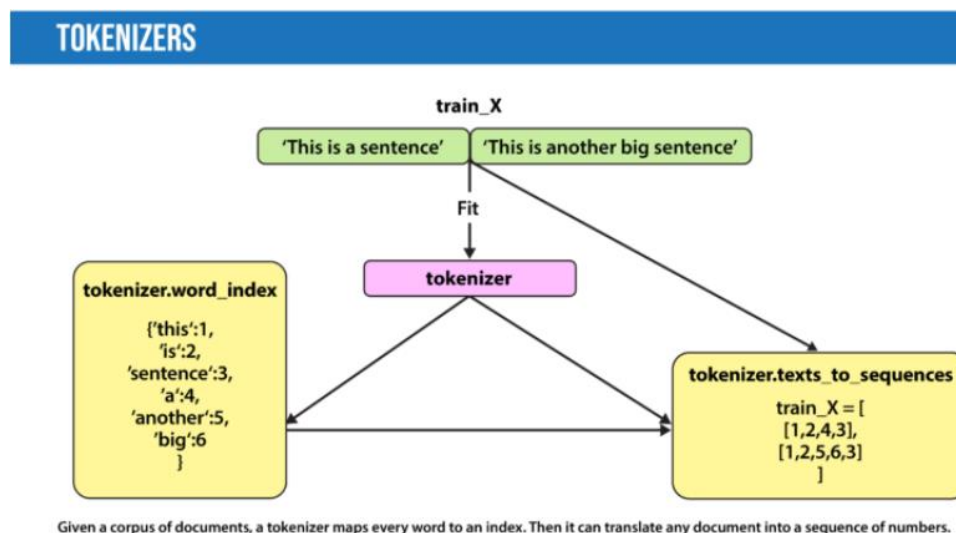 TOKENIZERS
train_X
‘This is a sentence’
‘This is another big sentence’
Fit
tokenizer
tokenizer.word_index
{‘this‘:1,
‘is‘:2,
‘sentence‘:3,
‘a‘:4,
‘another‘:5,
‘big‘:6
}
tokenizer.texts_to_sequences
train_X = [
[1,2,4,3],
[1,2,5,6,3]
]
Given a corpus of documents, a tokenizer maps every word to an index. Then it can translate any document into a sequence of numbers.